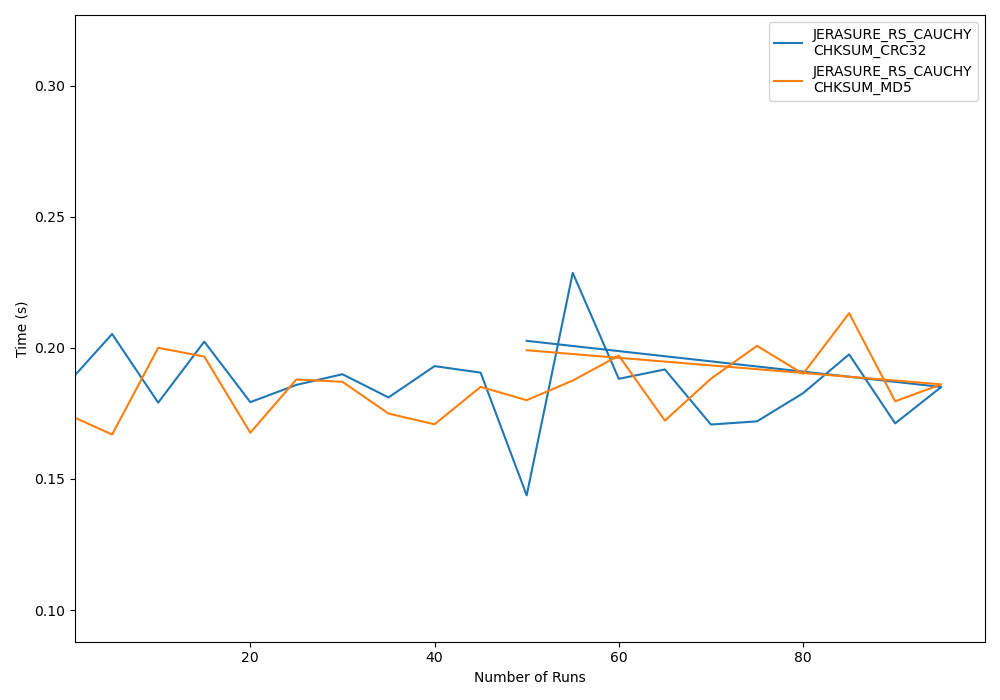 JERASURE_RS_CAUCHY
CHKSUM_CRC32
JERASURE_RS_CAUCHY
CHKSUM_MD5
0.30
0.25
0.20
0.15
0.10
Time (s)
20
40
60
80
Number of Runs